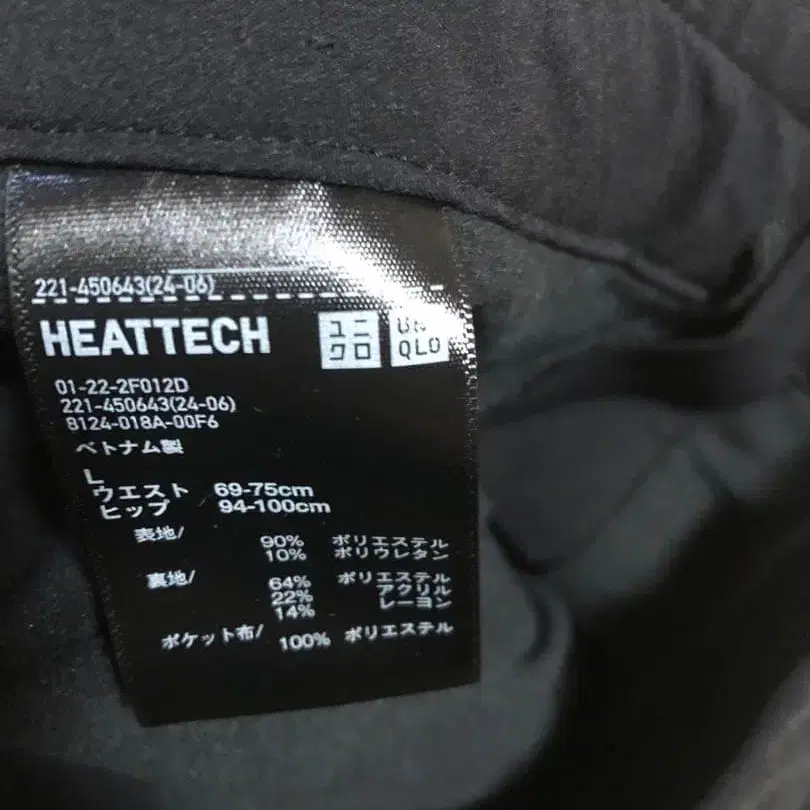 221-450643(24-06)
HEATTECH ユニクロ UNIQLO
01-22-2F012D
221-450643(24-06)
8124-018A-00F6
ベトナム製
L
ウエスト 69-75cm
ヒップ 94-100cm
表地/ 90% ポリエステル
10% ポリウレタン
裏地/ 64% ポリエステル
22% アクリル
14% レーヨン
ポケット布/ 100% ポリエステル